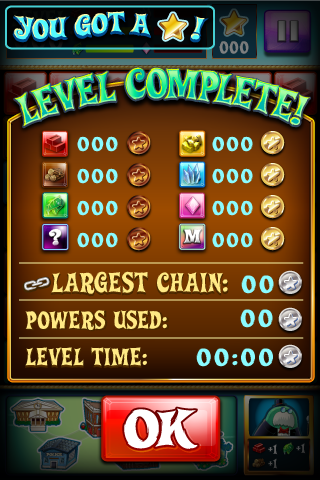 YOU GOT A ! 000
LEVEL COMPLETE!
000 000
000 000
000 000
? 000 M 000
LARGEST CHAIN: 00
POWERS USED: 00
LEVEL TIME: 00:00
OK
+1 +1
+1 +1